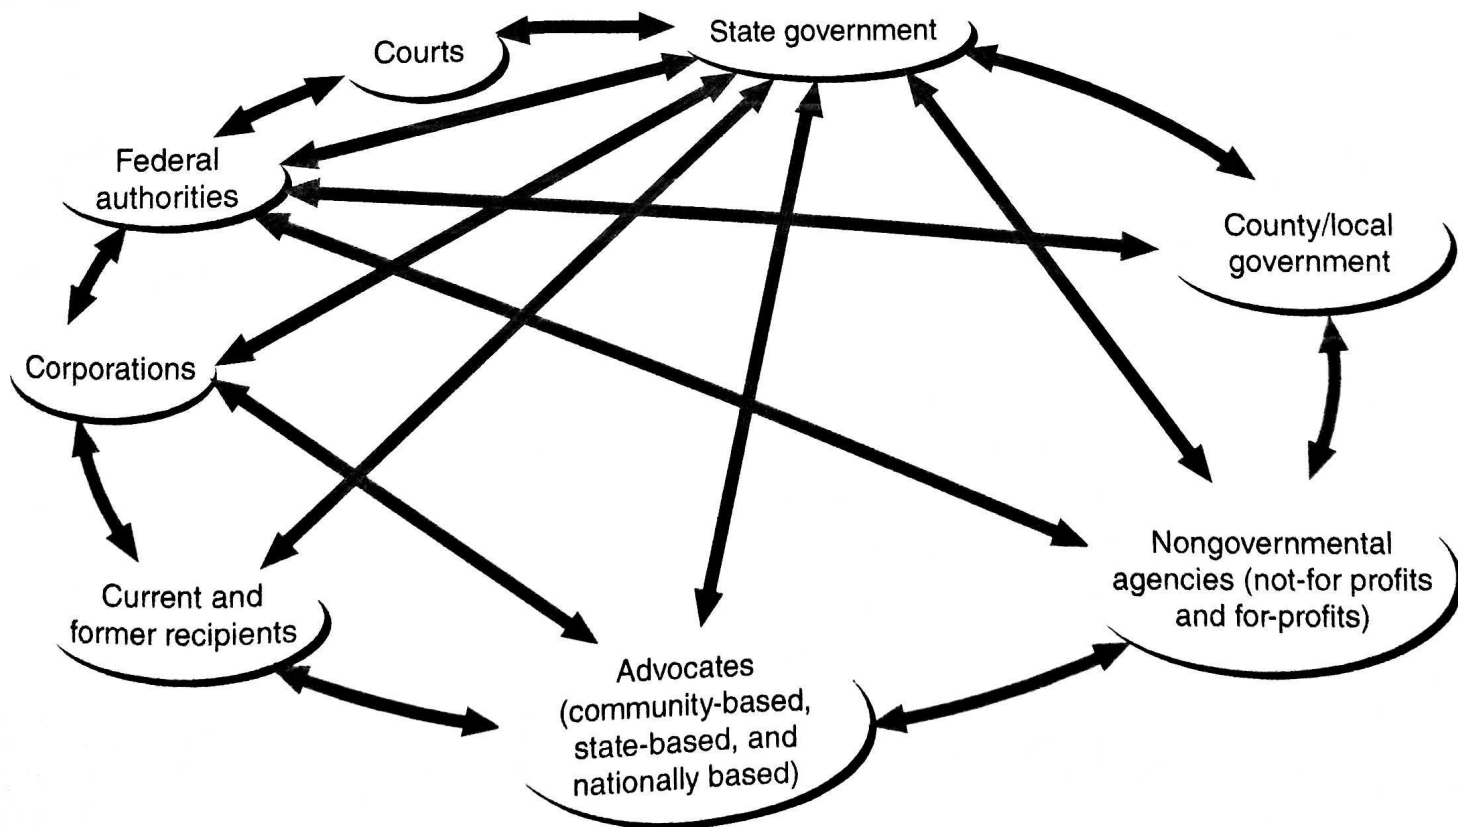 State government
Courts
Federal
authorities
County/local
government
Corporations
Nongovernmental
agencies (not-for profits
and for-profits)
Current and
former recipients
Advocates
(community-based,
state-based, and
nationally based)